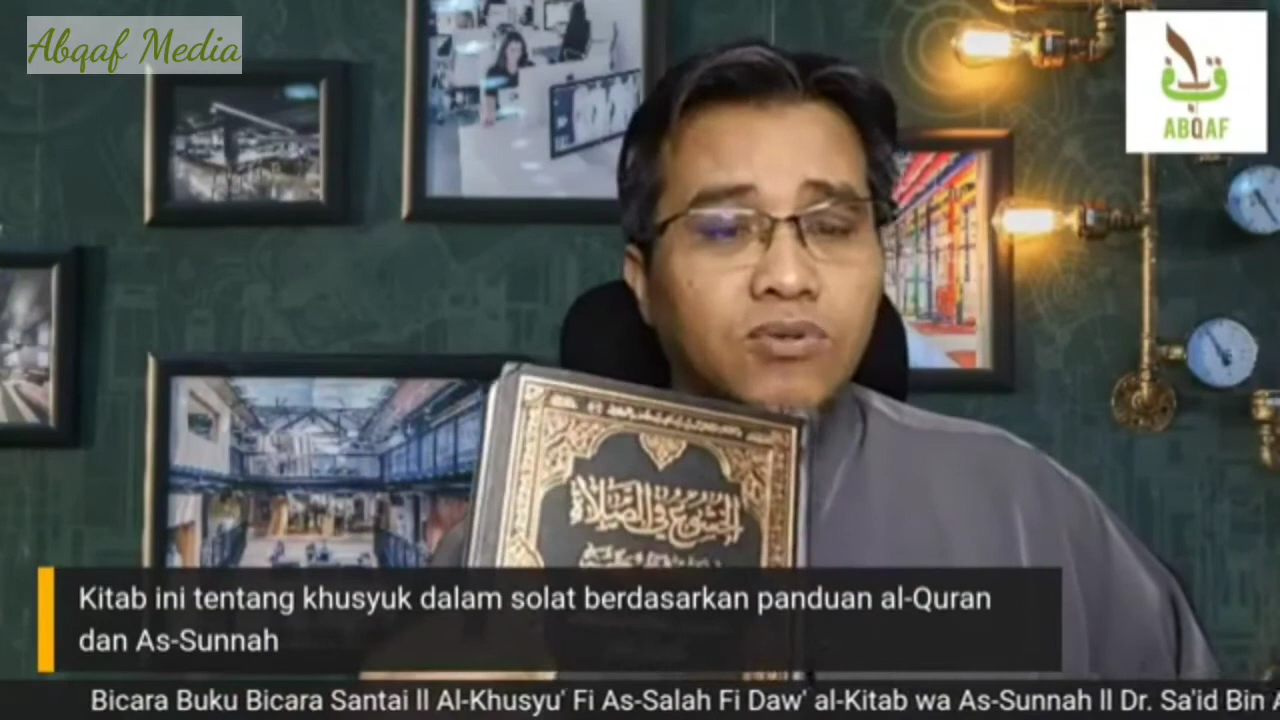 Abqaf Media
ABQAF
الخشوع في الصلاة
Kitab ini tentang khusyuk dalam solat berdasarkan panduan al-Quran
dan As-Sunnah
Bicara Buku Bicara Santai ll Al-Khusyu' Fi As-Salah Fi Daw' al-Kitab wa As-Sunnah ll Dr. Sa'id Bin